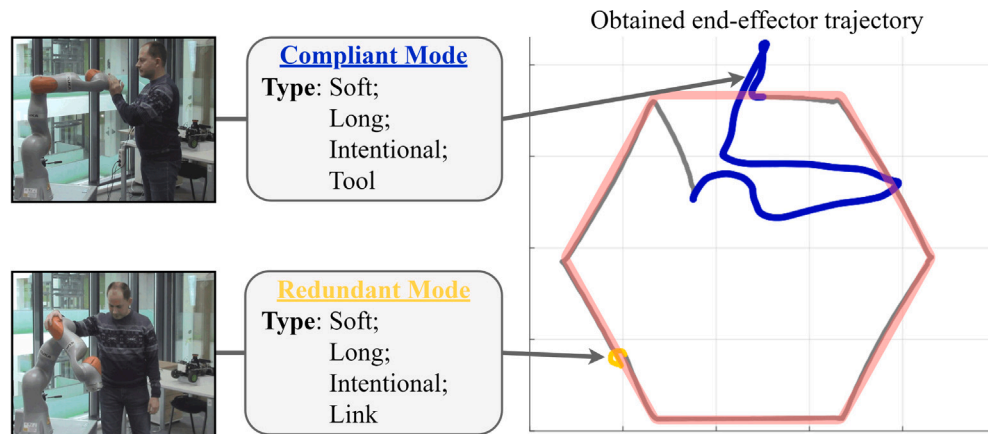 Obtained end-effector trajectory
Compliant Mode
Type: Soft;
Long;
Intentional;
Tool
Redundant Mode
Type: Soft;
Long;
Intentional;
Link